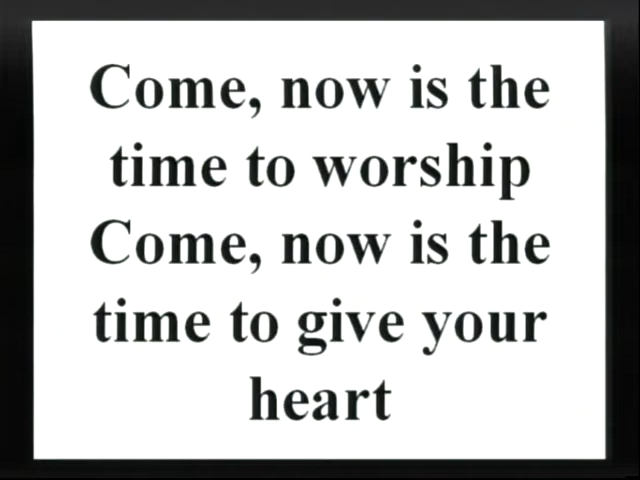 Come, now is the
time to worship
Come, now is the
time to give your
heart